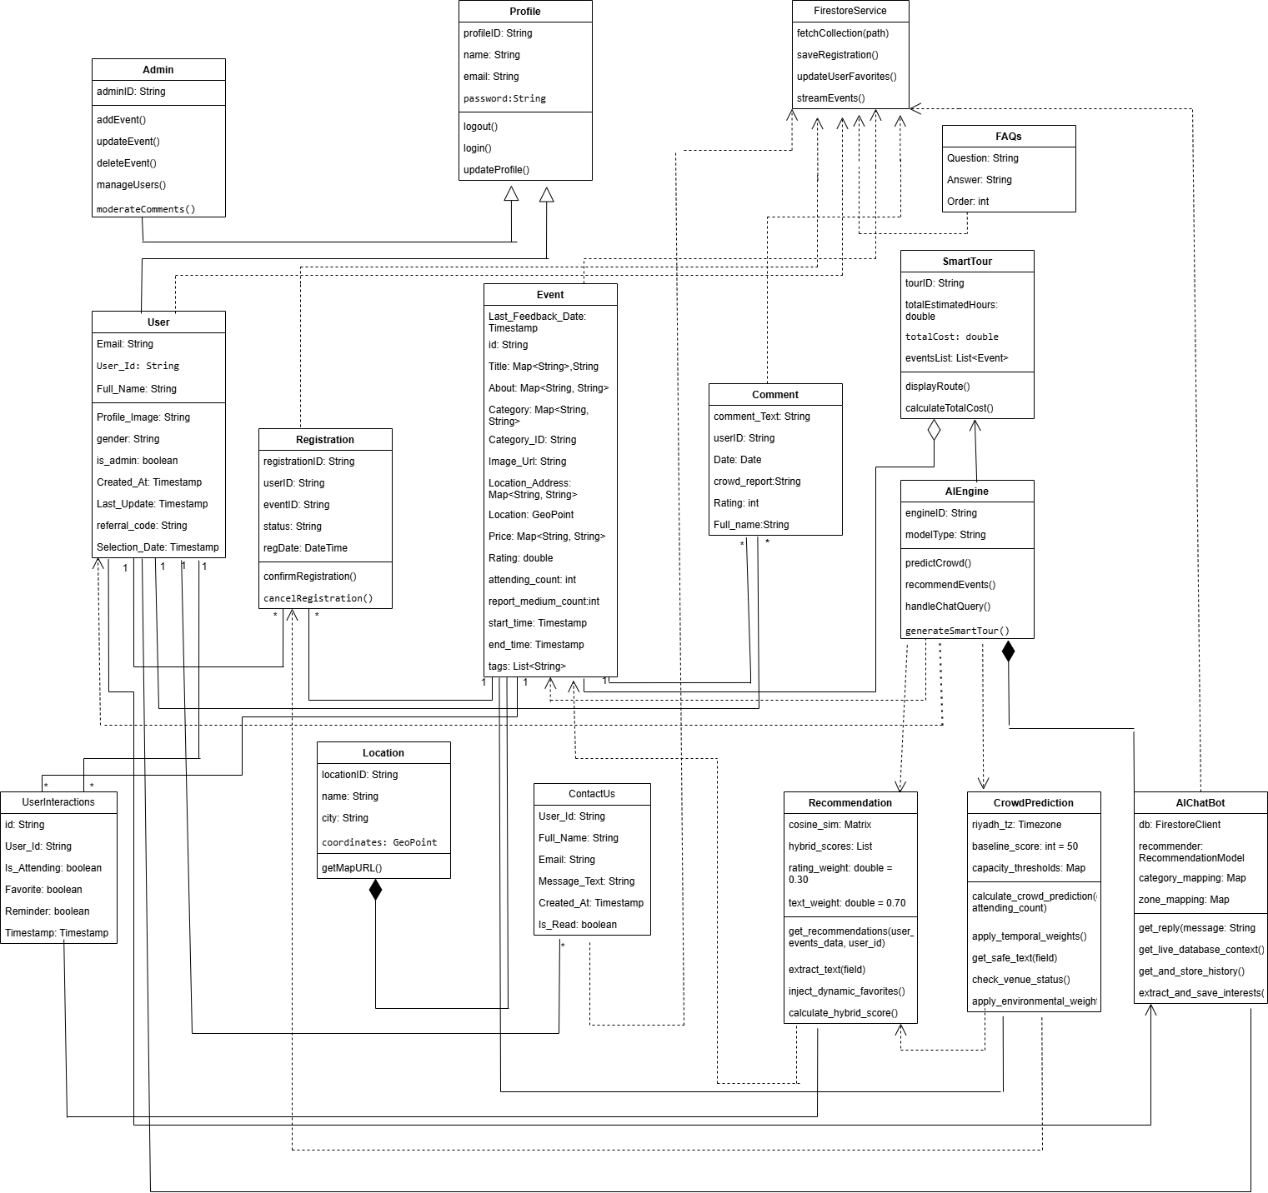 Profile
profileID: String
name: String
email: String
password:String
logout()
login()
updateProfile()
FirestoreService
fetchCollection(path)
saveRegistration()
updateUserFavorites()
streamEvents()
Admin
adminID: String
addEvent()
updateEvent()
deleteEvent()
manageUsers()
moderateComments()
FAQs
Question: String
Answer: String
Order: int
SmartTour
tourID: String
totalEstimatedHours:
double
totalCost: double
eventsList: List<Event>
displayRoute()
calculateTotalCost()
User
Email: String
User_Id: String
Full_Name: String
Profile_Image: String
gender: String
is_admin: boolean
Created_At: Timestamp
Last_Update: Timestamp
referral_code: String
Selection_Date: Timestamp
1
1
1
1
Registration
registrationID: String
userID: String
eventID: String
status: String
regDate: DateTime
confirmRegistration()
cancelRegistration()
*
*
Event
Last_Feedback_Date:
Timestamp
id: String
Title: Map<String>,String
About: Map<String, String>
Category: Map<String,
String>
Category_ID: String
Image_Url: String
Location_Address:
Map<String, String>
Location: GeoPoint
Price: Map<String, String>
Rating: double
attending_count: int
report_medium_count:int
start_time: Timestamp
end_time: Timestamp
tags: List<String>
1
1
1
Comment
comment_Text: String
userID: String
Date: Date
crowd_report:String
Rating: int
Full_name:String
*
*
AIEngine
engineID: String
modelType: String
predictCrowd()
recommendEvents()
handleChatQuery()
generateSmartTour()
Location
locationID: String
name: String
city: String
coordinates: GeoPoint
getMapURL()
*
*
UserInteractions
id: String
User_Id: String
Is_Attending: boolean
Favorite: boolean
Reminder: boolean
Timestamp: Timestamp
ContactUs
User_Id: String
Full_Name: String
Email: String
Message_Text: String
Created_At: Timestamp
Is_Read: boolean
*
Recommendation
cosine_sim: Matrix
hybrid_scores: List
rating_weight: double =
0.30
text_weight: double = 0.70
get_recommendations(user_
events_data, user_id)
extract_text(field)
inject_dynamic_favorites()
calculate_hybrid_score()
CrowdPrediction
riyadh_tz: Timezone
baseline_score: int = 50
capacity_thresholds: Map
calculate_crowd_prediction(
attending_count)
apply_temporal_weights()
get_safe_text(field)
check_venue_status()
apply_environmental_weigh
AIChatBot
db: FirestoreClient
recommender:
RecommendationModel
category_mapping: Map
zone_mapping: Map
get_reply(message: String
get_live_database_context()
get_and_store_history()
extract_and_save_interests(